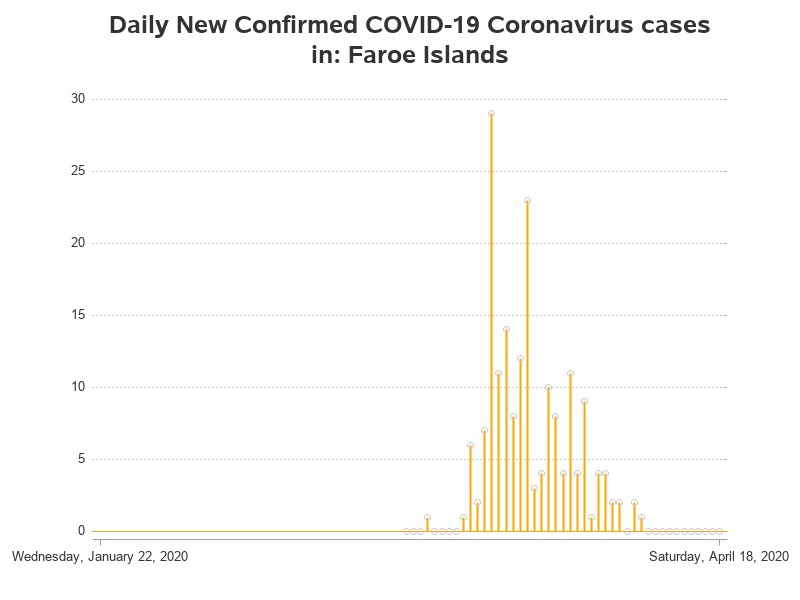 Daily New Confirmed COVID-19 Coronavirus cases
in: Faroe Islands
30
25
20
15
10
5
0
Wednesday, January 22, 2020
Saturday, April 18, 2020